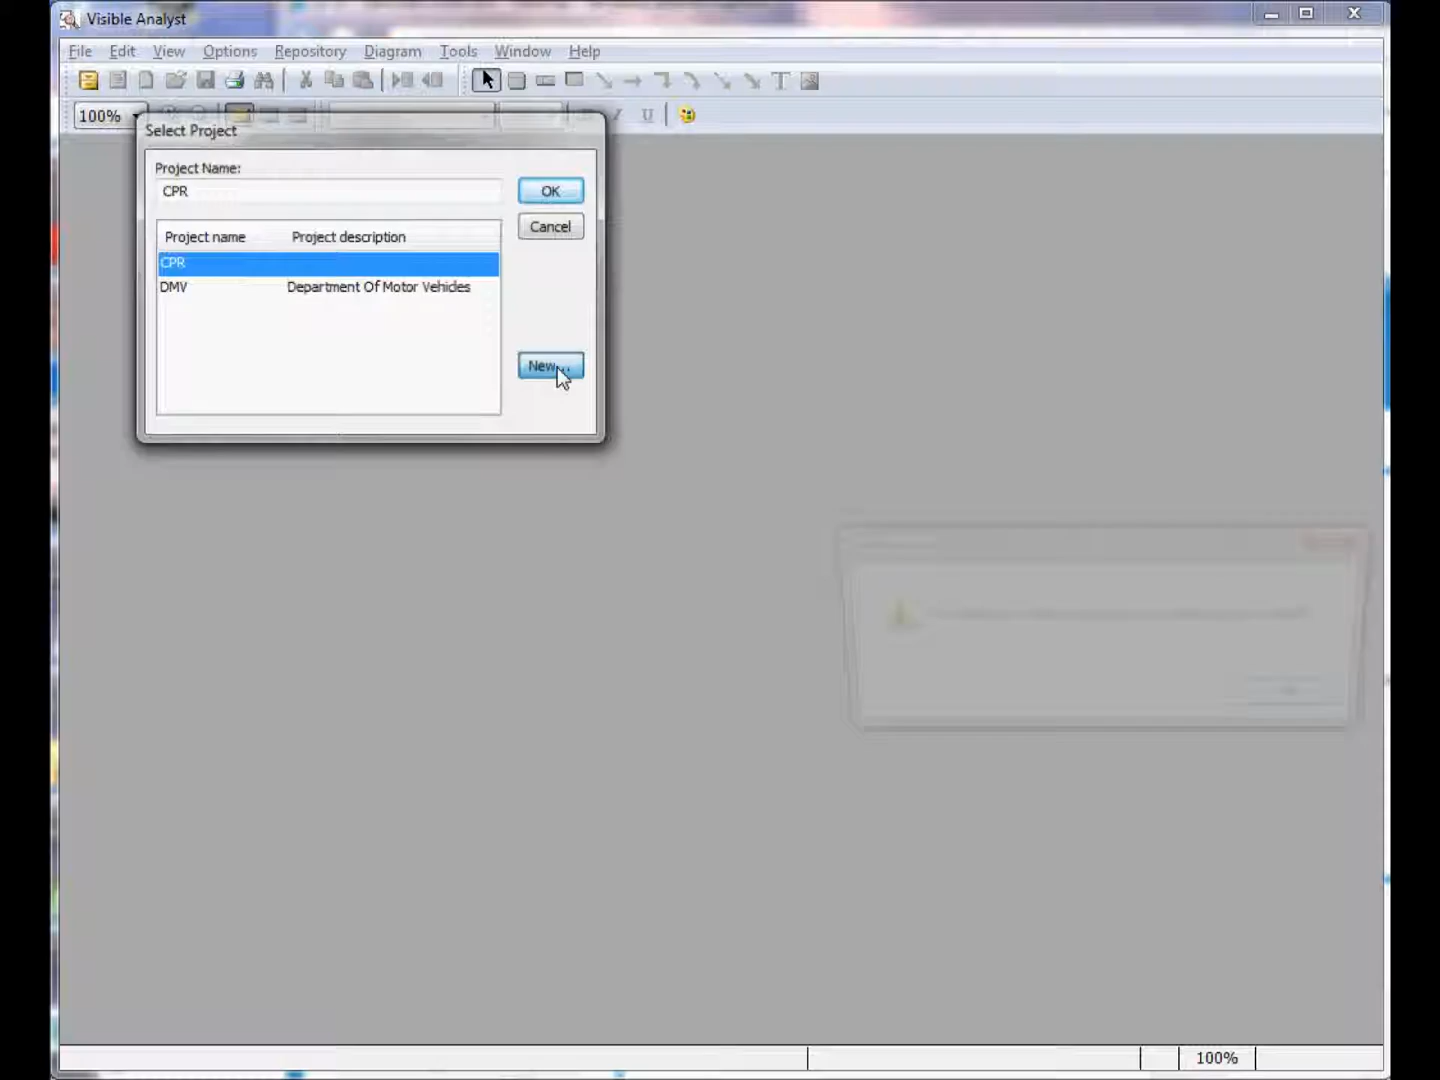 Visible Analyst
File Edit View Options Repository Diagram Tools Window Help
100%
U
Select Project
Project Name:
CPR
OK
Cancel
Project name Project description
CPR
DMV Department Of Motor Vehicles
New...
100%